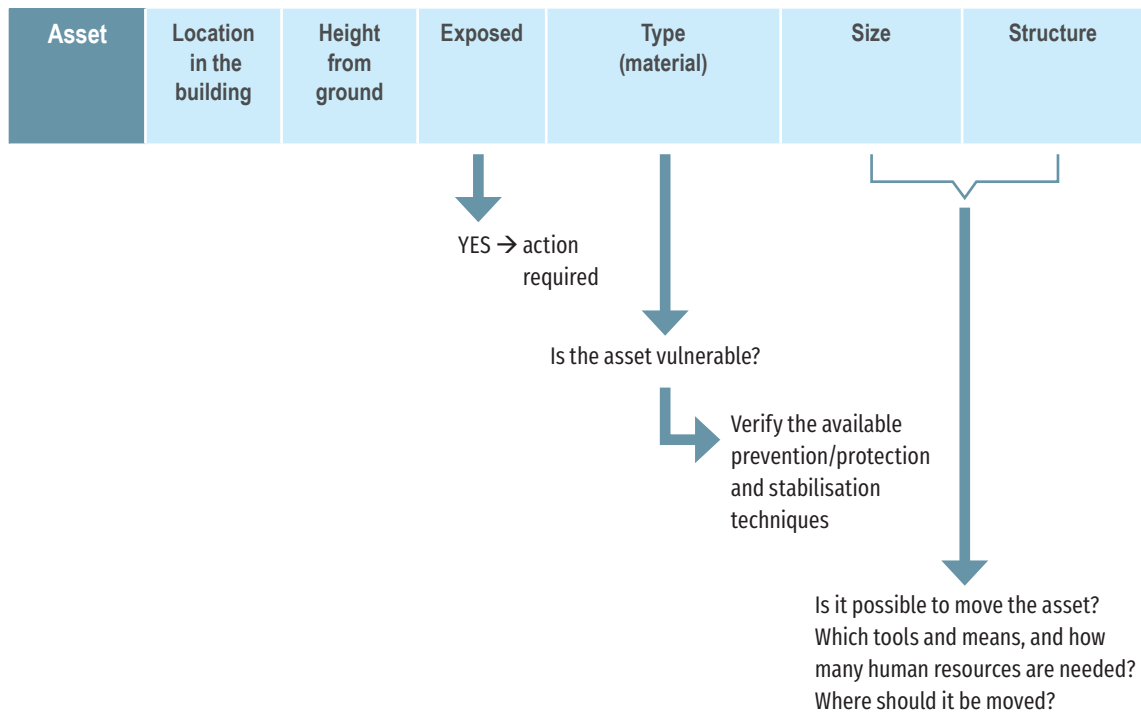 Asset
Location
in the
building
Height
from
ground
Exposed
Type
(material)
Size
Structure
YES → action
required
Is the asset vulnerable?
Verify the available
prevention/protection
and stabilisation
techniques
Is it possible to move the asset?
Which tools and means, and how
many human resources are needed?
Where should it be moved?